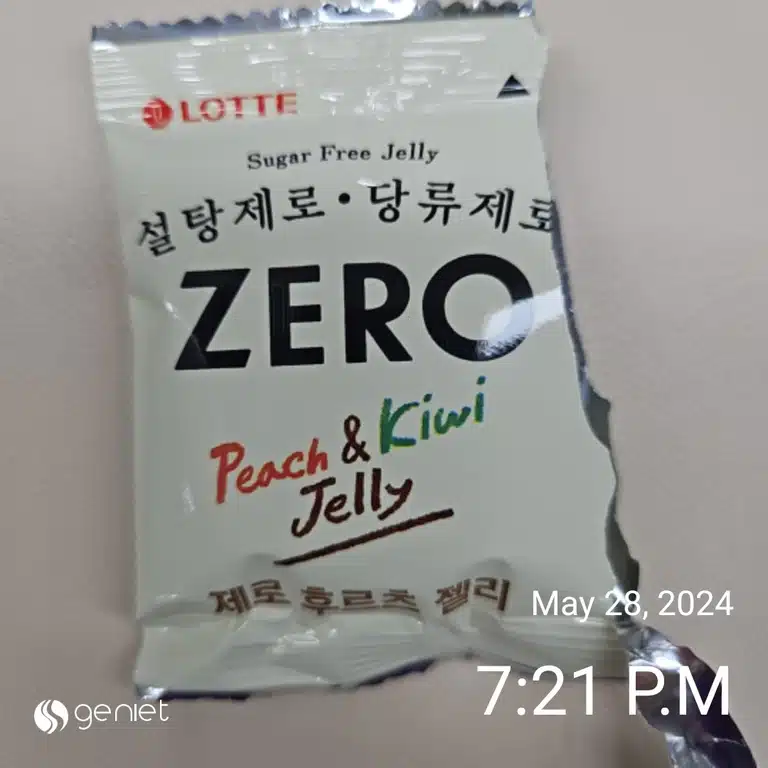 LOTTE
Sugar Free Jelly
설탕제로·당류제로
ZERO
Peach & Kiwi
Jelly
제로 후르츠 젤리
May 28, 2024
7:21 P.M
geniet